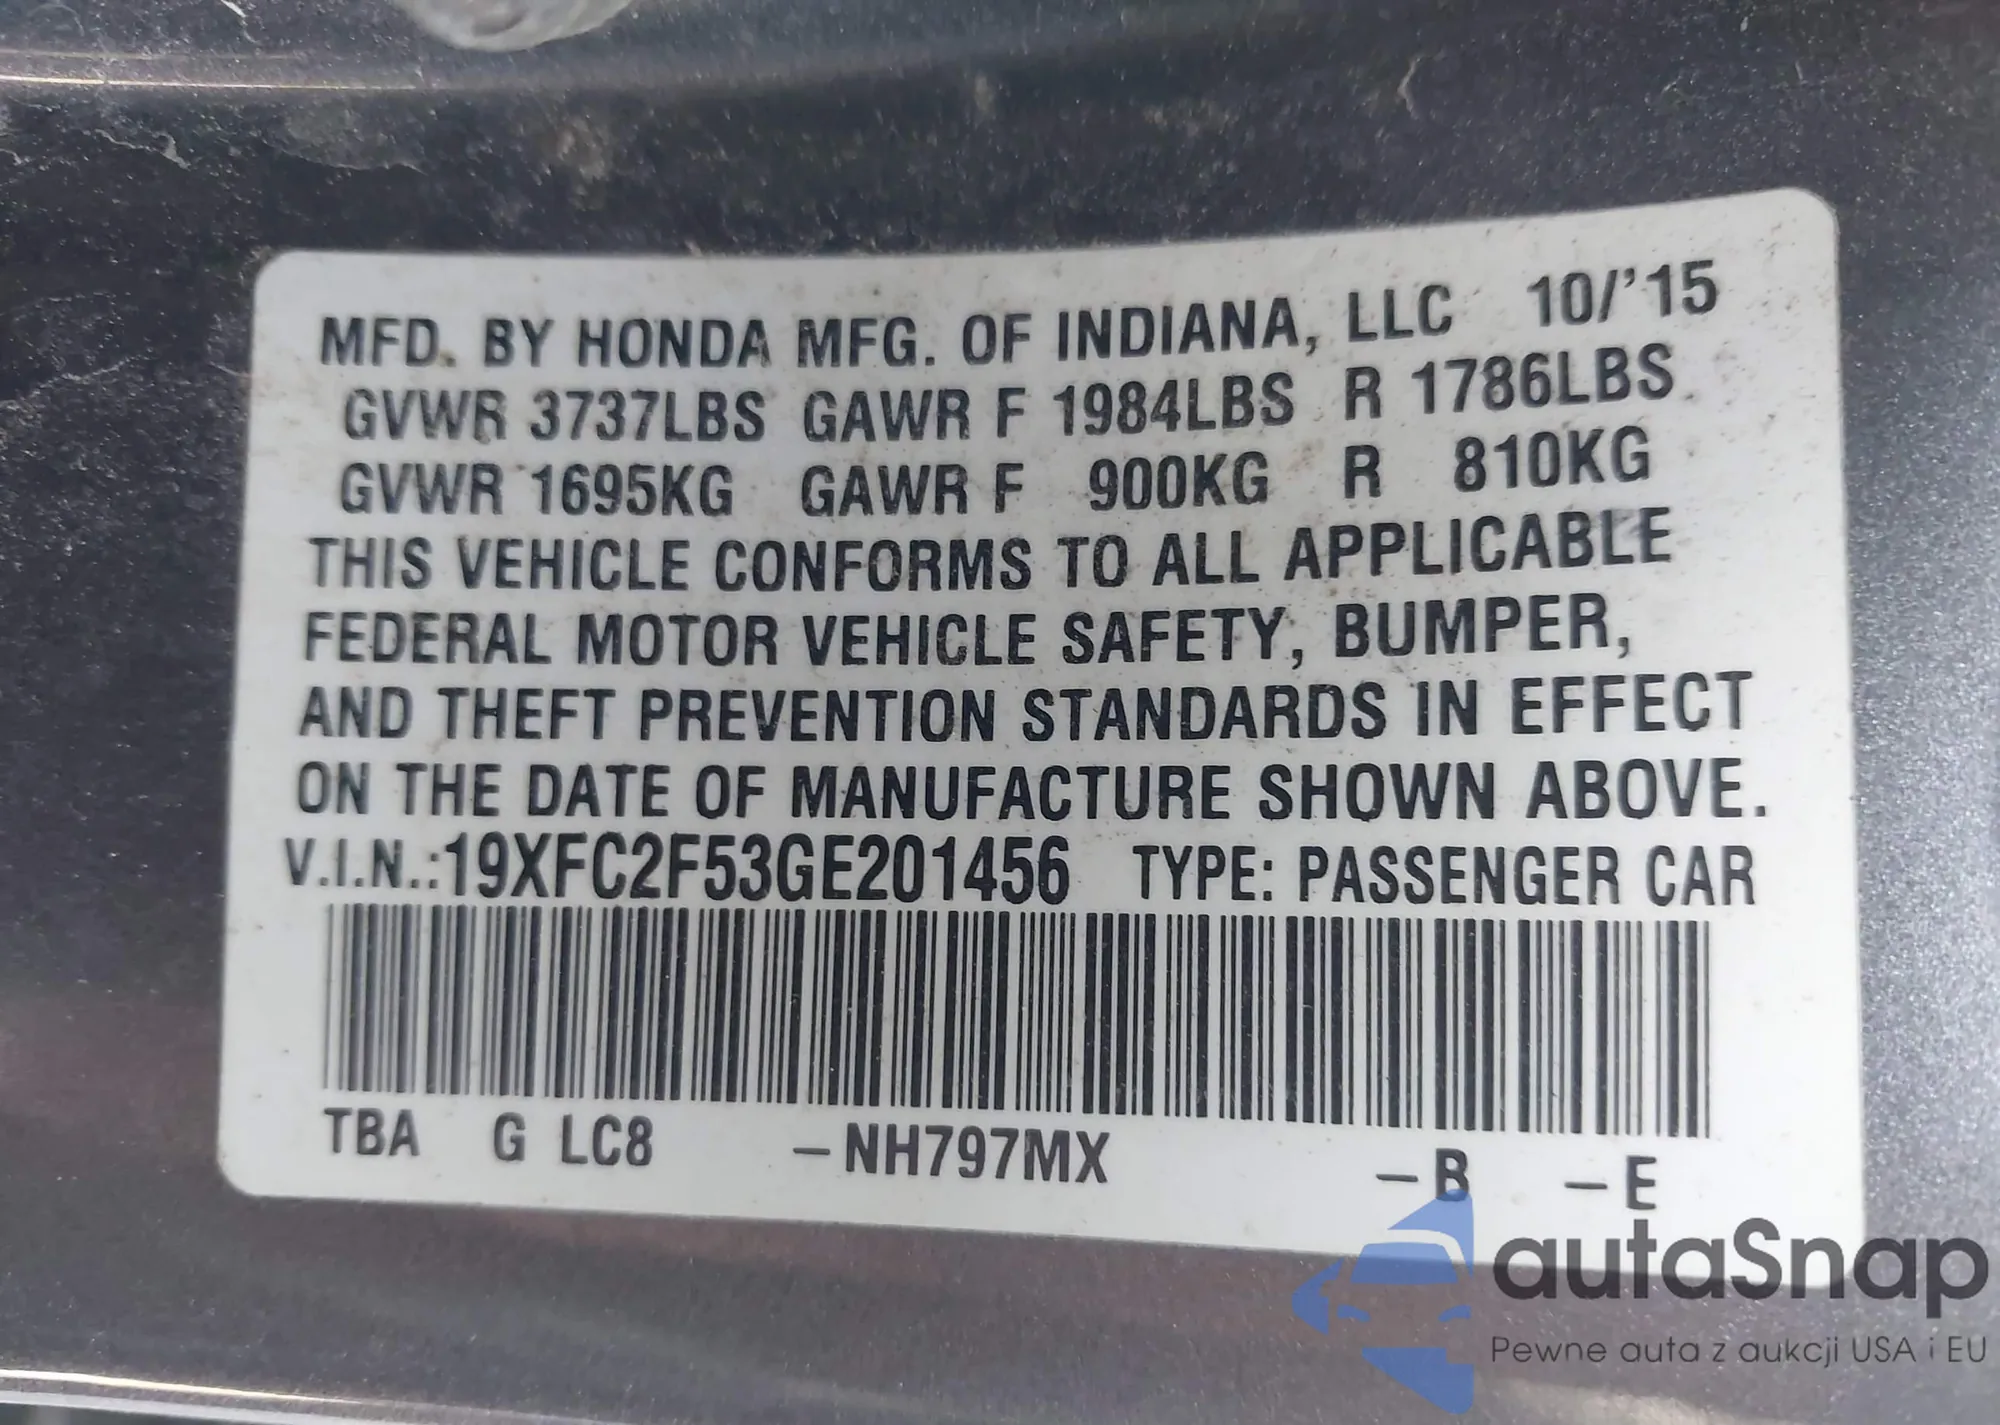 MFD. BY HONDA MFG. OF INDIANA, LLC 10/'15
GVWR 3737LBS GAWR F 1984LBS R 1786LBS
GVWR 1695KG GAWR F 900KG R 810KG
THIS VEHICLE CONFORMS TO ALL APPLICABLE
FEDERAL MOTOR VEHICLE SAFETY, BUMPER,
AND THEFT PREVENTION STANDARDS IN EFFECT
ON THE DATE OF MANUFACTURE SHOWN ABOVE.
V.I.N.:19XFC2F53GE201456 TYPE: PASSENGER CAR
TBA G LC8 –NH797MX –B –E
autaSnap
Pewne auta z aukcji USA i EU